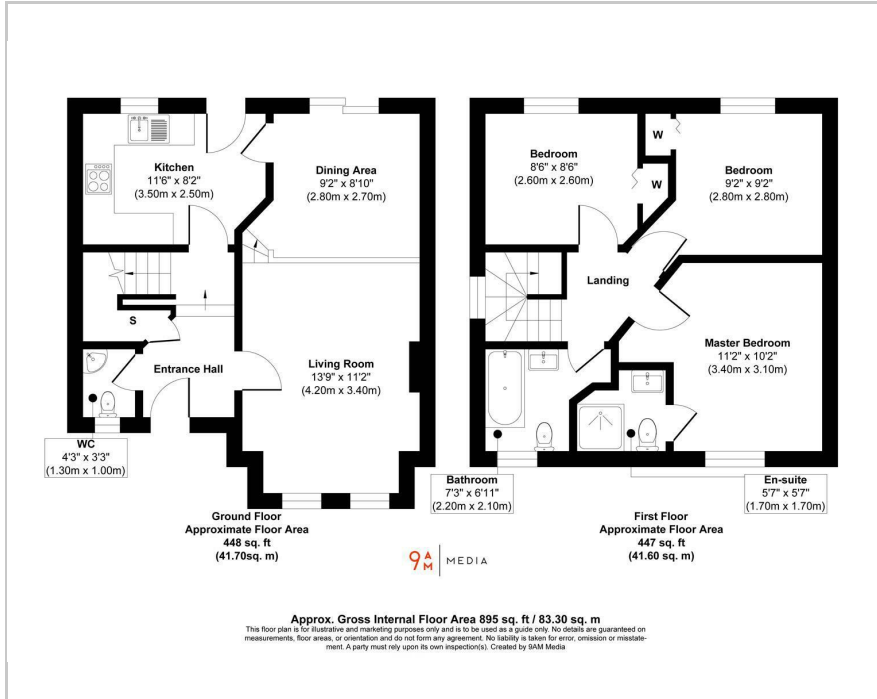 Kitchen
11'6" x 8'2"
(3.50m x 2.50m)
Dining Area
9'2" x 8'10"
(2.80m x 2.70m)
S
Entrance Hall
Living Room
13'9" x 11'2"
(4.20m x 3.40m)
WC
4'3" x 3'3"
(1.30m x 1.00m)
Ground Floor
Approximate Floor Area
448 sq. ft
(41.70sq. m)
Bedroom
8'6" x 8'6"
(2.60m x 2.60m)
W
W
Bedroom
9'2" x 9'2"
(2.80m x 2.80m)
Landing
Master Bedroom
11'2" x 10'2"
(3.40m x 3.10m)
Bathroom
7'3" x 6'11"
(2.20m x 2.10m)
En-suite
5'7" x 5'7"
(1.70m x 1.70m)
First Floor
Approximate Floor Area
447 sq. ft
(41.60 sq. m)
9AM MEDIA
Approx. Gross Internal Floor Area 895 sq. ft / 83.30 sq. m
This floor plan is for illustrative and marketing purposes only and is to be used as a guide only. No details are guaranteed on
measurements, floor areas, or orientation and do not form any agreement. No liability is taken for error, omission or misstate-
ment. A party must rely upon its own inspection(s). Created by 9AM Media